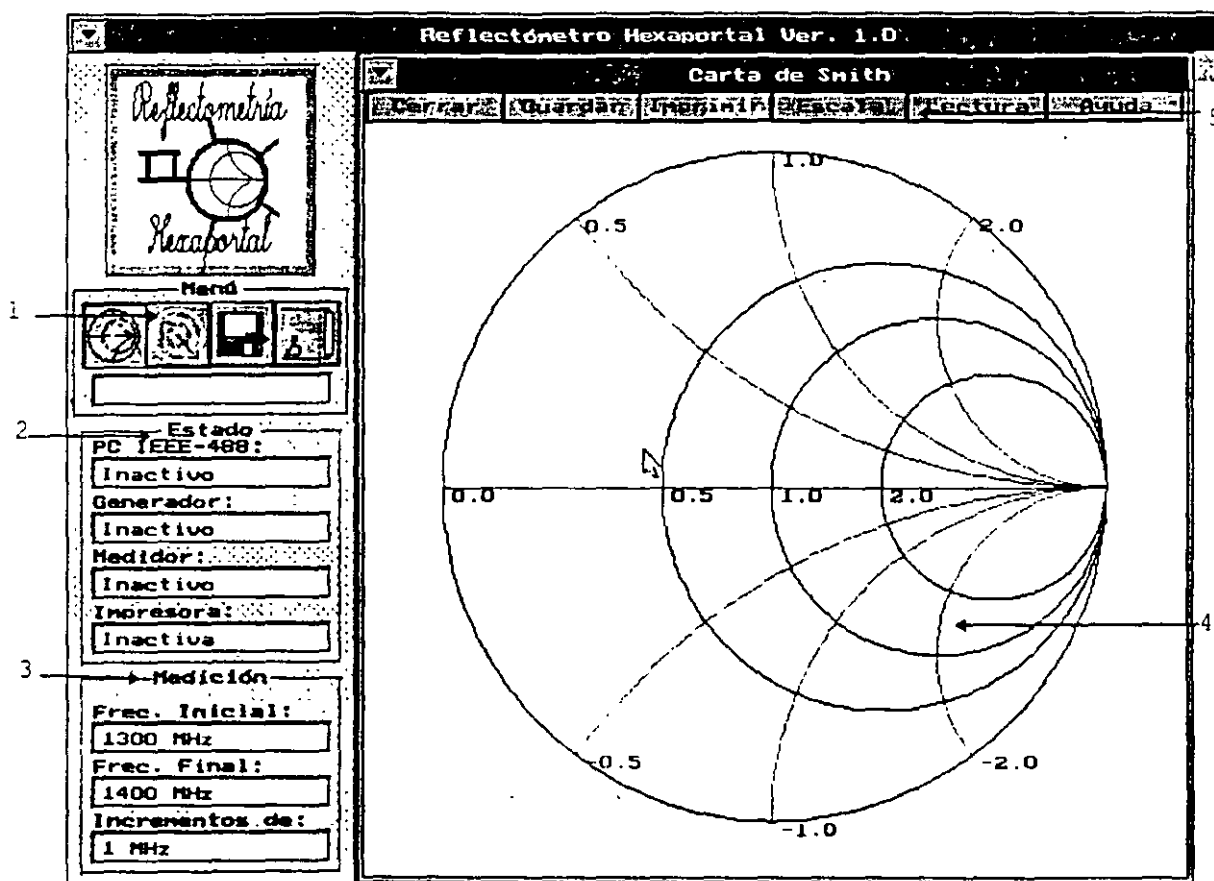 Reflectómetro Hexaportal Ver. 1.0
Reflectometría
Hexaportal
Menú
1
2
Estado
PC IEEE-488:
Inactivo
Generador:
Inactivo
Medidor:
Inactivo
Impresora:
Inactiva
3
Medición
Frec. Inicial:
1300 MHz
Frec. Final:
1400 MHz
Incrementos de:
1 MHz
Carta de Smith
Cerrar Guardar Imprimir Escala Lectura Ayuda
5
1.0
0.5 2.0
0.0 0.5 1.0 2.0
4
-0.5 -2.0
-1.0